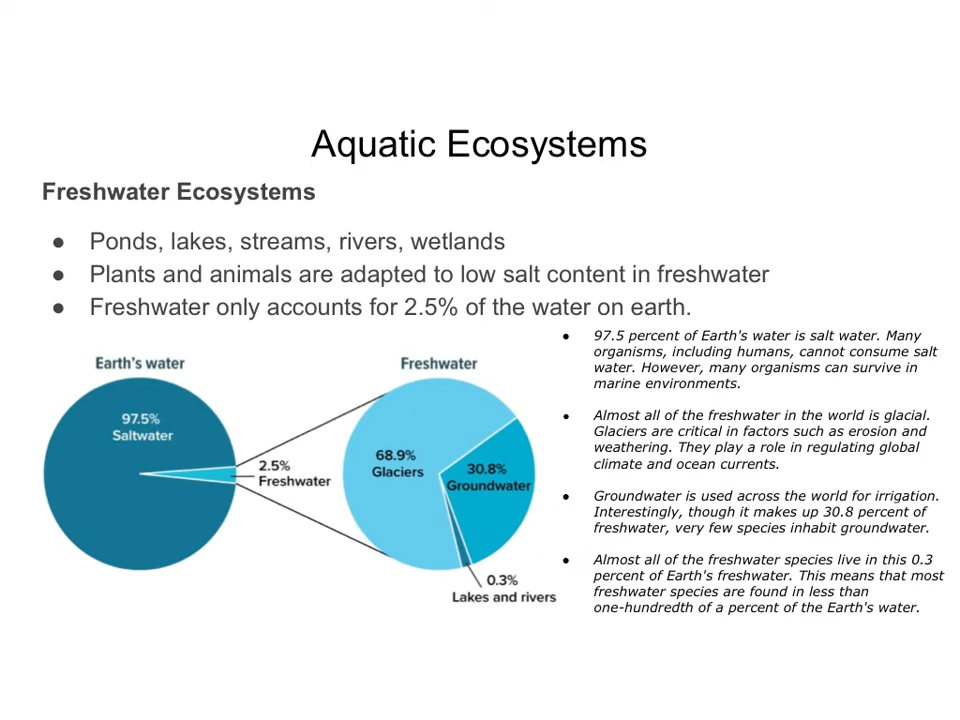 Aquatic Ecosystems
Freshwater Ecosystems
● Ponds, lakes, streams, rivers, wetlands
● Plants and animals are adapted to low salt content in freshwater
● Freshwater only accounts for 2.5% of the water on earth.
Earth's water
97.5%
Saltwater
2.5%
Freshwater
Freshwater
68.9%
Glaciers
30.8%
Groundwater
0.3%
Lakes and rivers
● 97.5 percent of Earth's water is salt water. Many
organisms, including humans, cannot consume salt
water. However, many organisms can survive in
marine environments.
● Almost all of the freshwater in the world is glacial.
Glaciers are critical in factors such as erosion and
weathering. They play a role in regulating global
climate and ocean currents.
● Groundwater is used across the world for irrigation.
Interestingly, though it makes up 30.8 percent of
freshwater, very few species inhabit groundwater.
● Almost all of the freshwater species live in this 0.3
percent of Earth's freshwater. This means that most
freshwater species are found in less than
one-hundredth of a percent of the Earth's water.